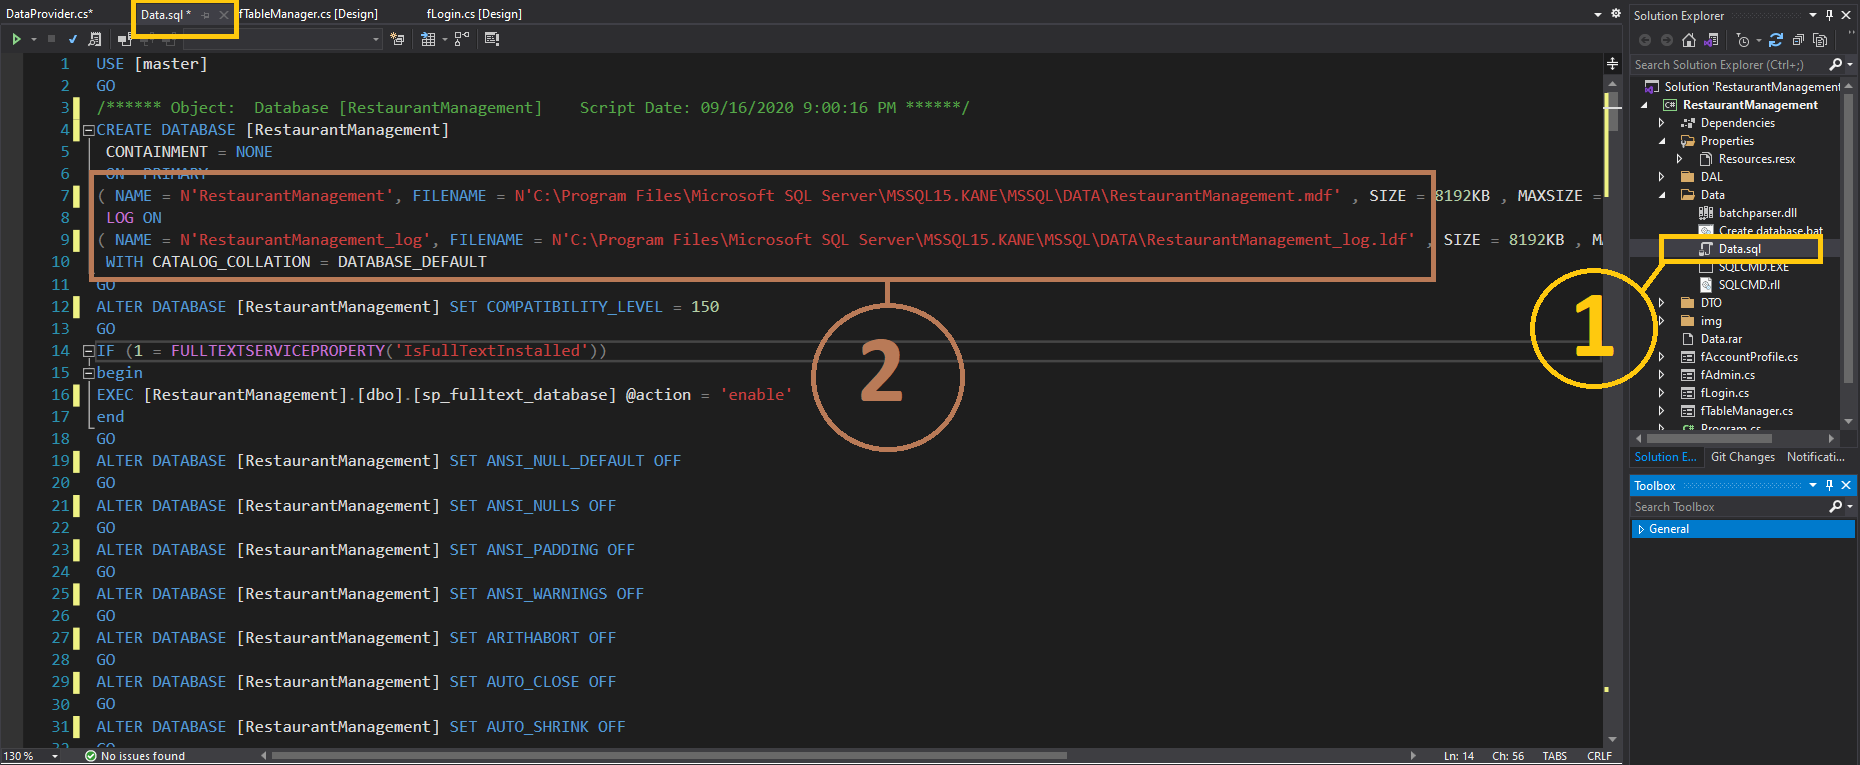 DataProvider.cs*
Data.sql *
fTableManager.cs [Design]
fLogin.cs [Design]
1 USE [master]
2 GO
3 /****** Object:  Database [RestaurantManagement]    Script Date: 09/16/2020 9:00:16 PM ******/
4 CREATE DATABASE [RestaurantManagement]
5 CONTAINMENT = NONE
6 ON  PRIMARY
7 ( NAME = N'RestaurantManagement', FILENAME = N'C:\Program Files\Microsoft SQL Server\MSSQL15.KANE\MSSQL\DATA\RestaurantManagement.mdf' , SIZE = 8192KB , MAXSIZE =
8 LOG ON
9 ( NAME = N'RestaurantManagement_log', FILENAME = N'C:\Program Files\Microsoft SQL Server\MSSQL15.KANE\MSSQL\DATA\RestaurantManagement_log.ldf' , SIZE = 8192KB , MA
10 WITH CATALOG_COLLATION = DATABASE_DEFAULT
11 GO
12 ALTER DATABASE [RestaurantManagement] SET COMPATIBILITY_LEVEL = 150
13 GO
14 IF (1 = FULLTEXTSERVICEPROPERTY('IsFullTextInstalled'))
15 begin
16 EXEC [RestaurantManagement].[dbo].[sp_fulltext_database] @action = 'enable'
17 end
18 GO
19 ALTER DATABASE [RestaurantManagement] SET ANSI_NULL_DEFAULT OFF
20 GO
21 ALTER DATABASE [RestaurantManagement] SET ANSI_NULLS OFF
22 GO
23 ALTER DATABASE [RestaurantManagement] SET ANSI_PADDING OFF
24 GO
25 ALTER DATABASE [RestaurantManagement] SET ANSI_WARNINGS OFF
26 GO
27 ALTER DATABASE [RestaurantManagement] SET ARITHABORT OFF
28 GO
29 ALTER DATABASE [RestaurantManagement] SET AUTO_CLOSE OFF
30 GO
31 ALTER DATABASE [RestaurantManagement] SET AUTO_SHRINK OFF
32 GO
2
1
130 %
No issues found
Ln: 14
Ch: 56
TABS
CRLF
Solution Explorer
Search Solution Explorer (Ctrl+;)
Solution 'RestaurantManagement
RestaurantManagement
Dependencies
Properties
Resources.resx
DAL
Data
batchparser.dll
Create database.bat
Data.sql
SQLCMD.EXE
SQLCMD.rll
DTO
img
Data.rar
fAccountProfile.cs
fAdmin.cs
fLogin.cs
fTableManager.cs
Program.cs
Solution E...
Git Changes
Notificati...
Toolbox
Search Toolbox
General